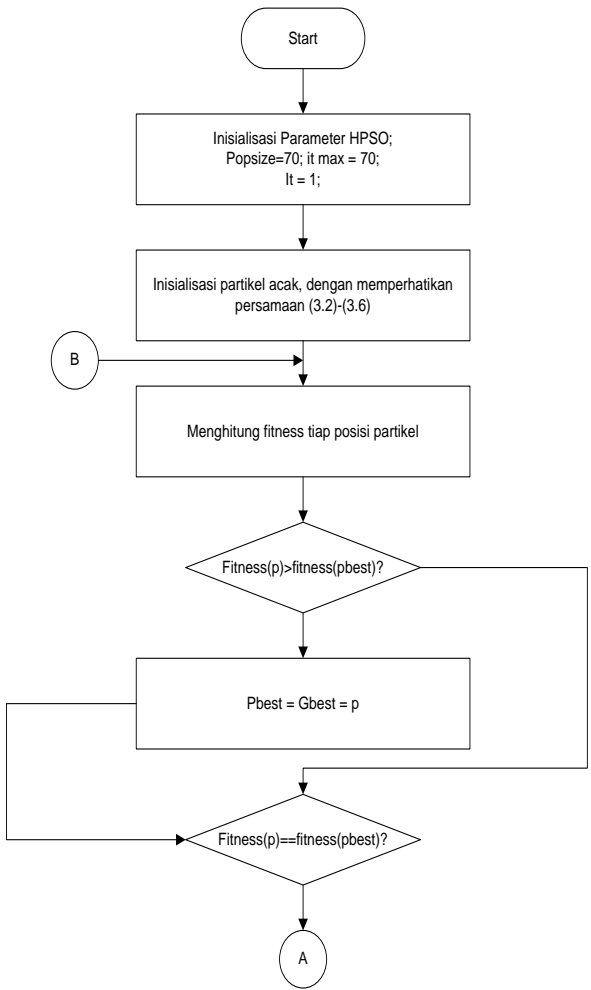 Start
Inisialisasi Parameter HPSO;
Popsize=70; it max = 70;
It = 1;
Inisialisasi partikel acak, dengan memperhatikan
persamaan (3.2)-(3.6)
B
Menghitung fitness tiap posisi partikel
Fitness(p)>fitness(pbest)?
Pbest = Gbest = p
Fitness(p)==fitness(pbest)?
A